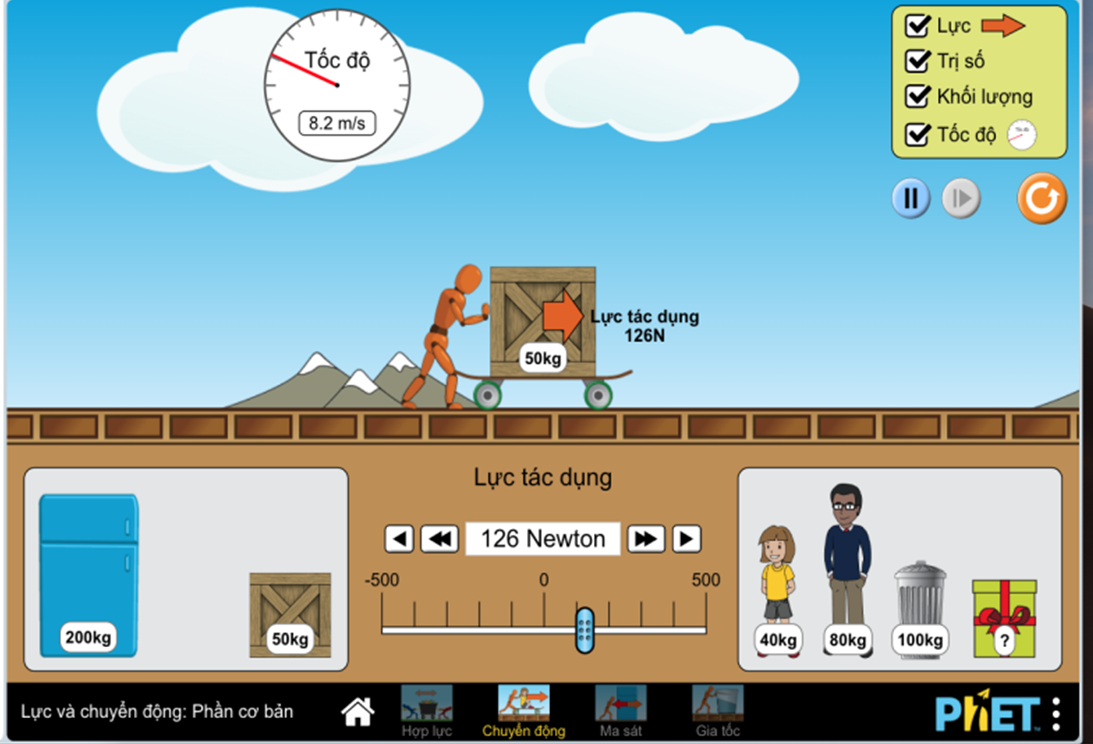 Tốc độ
8.2 m/s
Lực
Trị số
Khối lượng
Tốc độ
Lực tác dụng
126N
50kg
Lực tác dụng
126 Newton
-500 0 500
200kg
50kg
40kg
80kg
100kg
?
Lực và chuyển động: Phần cơ bản
Hợp lực
Chuyển động
Ma sát
Gia tốc
PhET